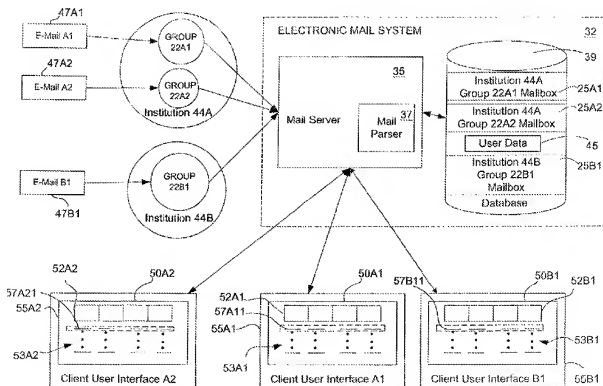 47A1
E-Mail A1
47A2
E-Mail A2
GROUP
22A1
GROUP
22A2
Institution 44A
E-Mail B1
47B1
GROUP
22B1
Institution 44B
ELECTRONIC MAIL SYSTEM
32
35
Mail Server
37
Mail
Parser
39
Institution 44A
Group 22A1 Mailbox
25A1
Institution 44A
Group 22A2 Mailbox
25A2
User Data
45
Institution 44B
Group 22B1
Mailbox
25B1
Database
52A2
50A2
57A21
55A2
53A2
Client User Interface A2
52A1
50A1
57A11
55A1
53A1
Client User Interface A1
57B11
50B1
52B1
53B1
55B1
Client User Interface B1